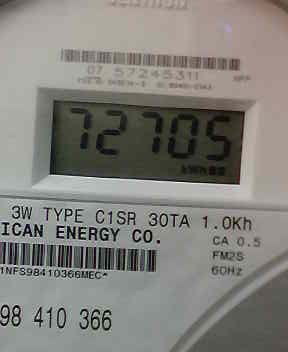 07 57245311
72705
3W TYPE C1SR 30TA 1.0Kh
ICAN ENERGY CO.
CA 0.5
FM2S
60Hz
1NFS98410366MEC*
98 410 366